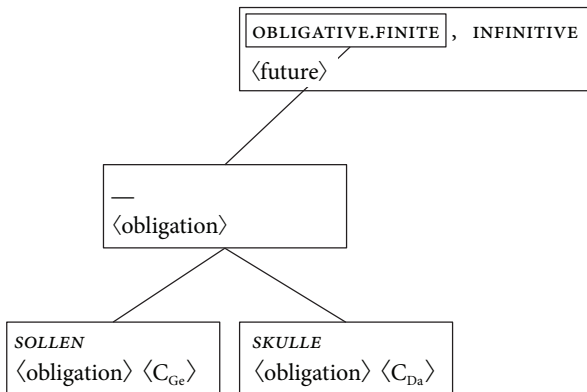 OBLIGATIVE.FINITE , INFINITIVE
〈future〉
—
〈obligation〉
SOLLEN
〈obligation〉 〈C_Ge〉
SKULLE
〈obligation〉 〈C_Da〉